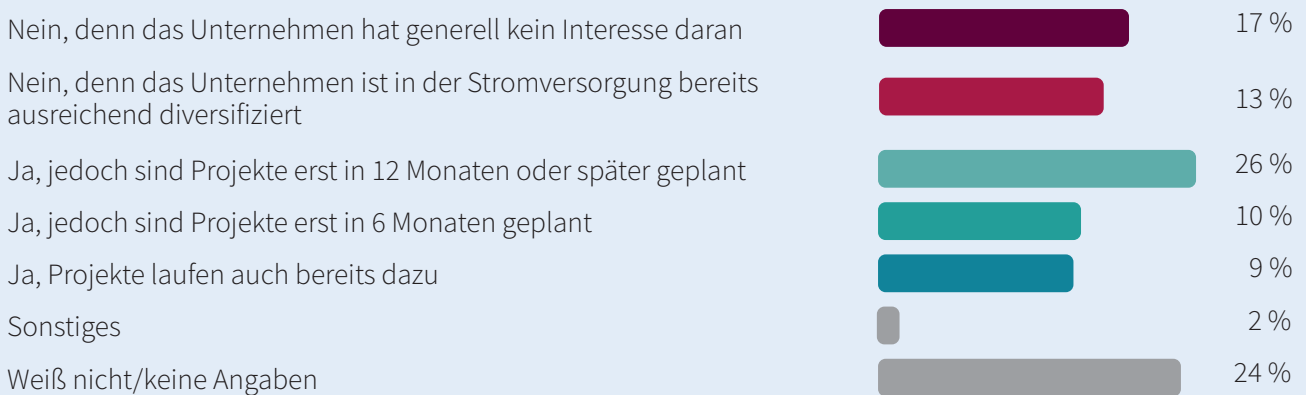 Nein, denn das Unternehmen hat generell kein Interesse daran 17 %
Nein, denn das Unternehmen ist in der Stromversorgung bereits
ausreichend diversifiziert 13 %
Ja, jedoch sind Projekte erst in 12 Monaten oder später geplant 26 %
Ja, jedoch sind Projekte erst in 6 Monaten geplant 10 %
Ja, Projekte laufen auch bereits dazu 9 %
Sonstiges 2 %
Weiß nicht/keine Angaben 24 %